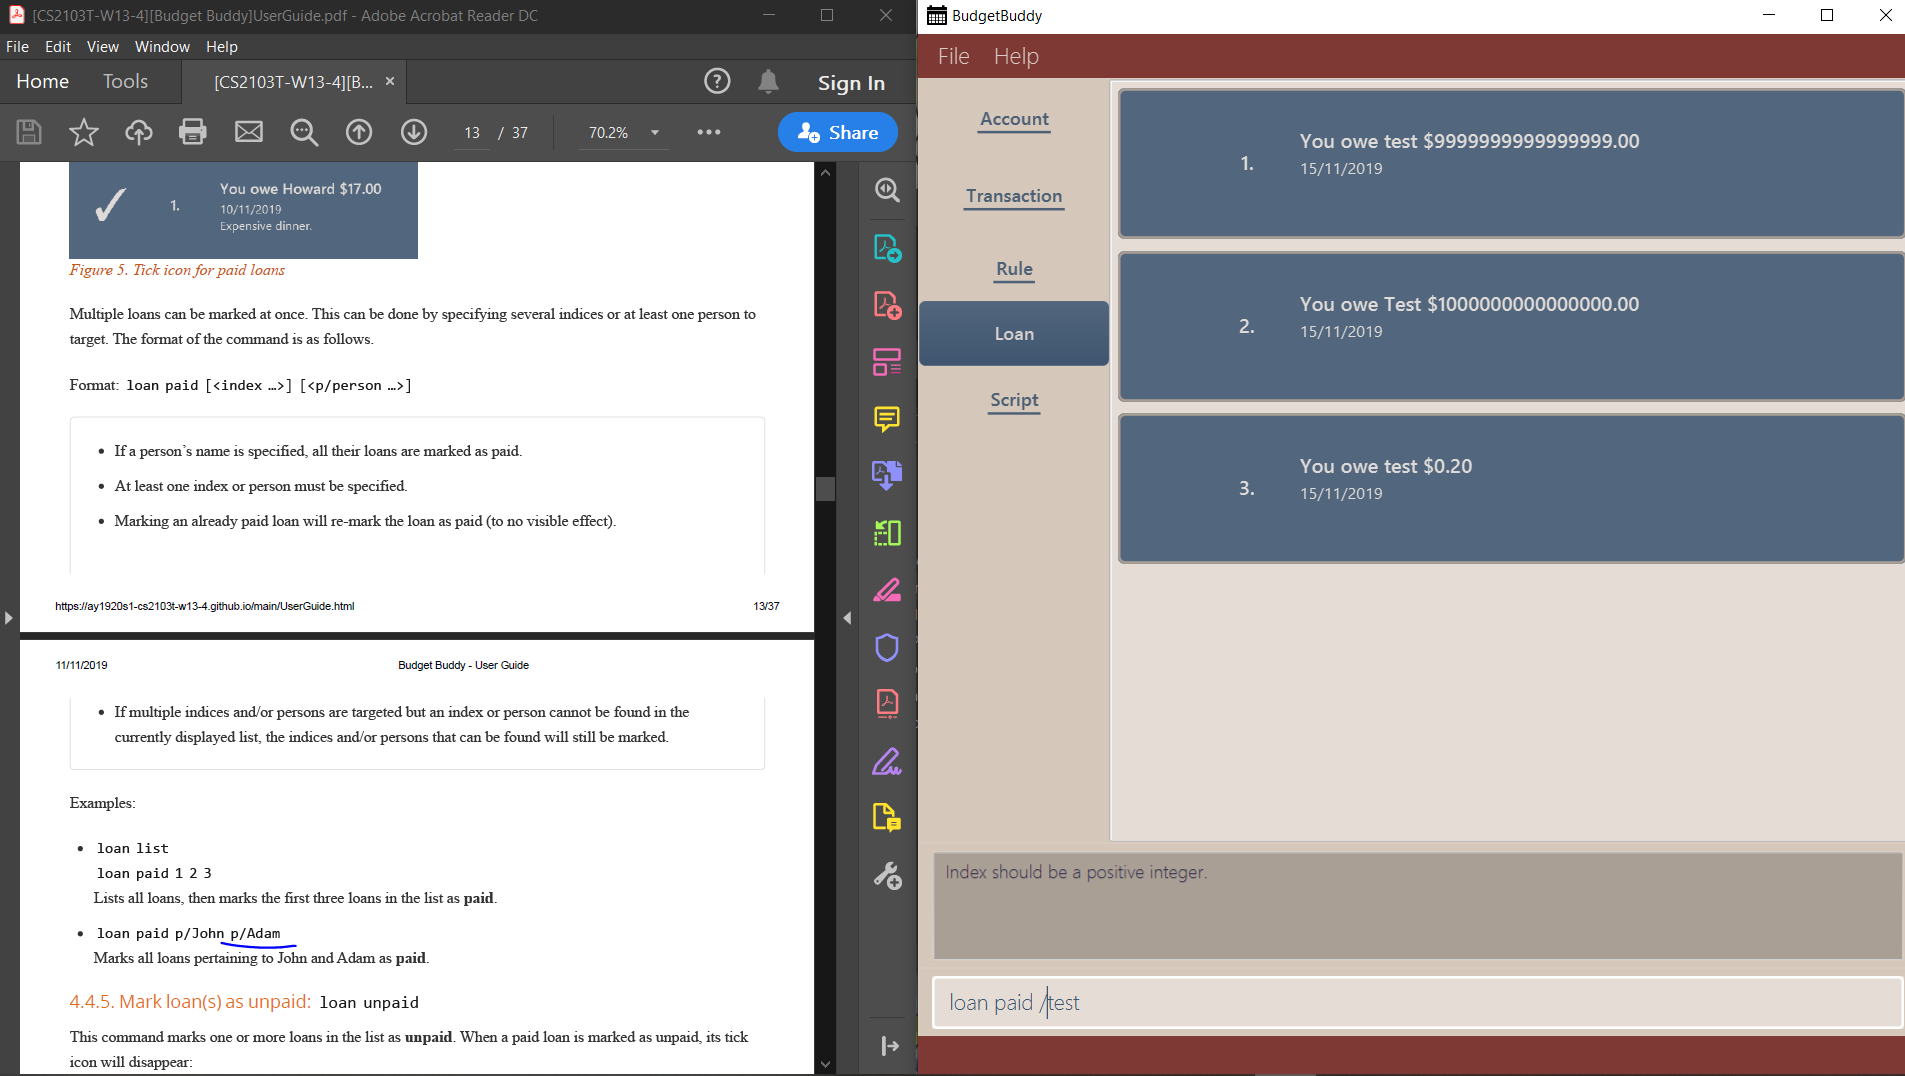 [CS2103T-W13-4][Budget Buddy]UserGuide.pdf - Adobe Acrobat Reader DC
File Edit View Window Help
Home Tools [CS2103T-W13-4][B... × Sign In
13 / 37 70.2% Share
You owe Howard $17.00
1.
10/11/2019
Expensive dinner.
Figure 5. Tick icon for paid loans
Multiple loans can be marked at once. This can be done by specifying several indices or at least one person to
target. The format of the command is as follows.
Format: loan paid [<index …>] [<p/person …>]
• If a person’s name is specified, all their loans are marked as paid.
• At least one index or person must be specified.
• Marking an already paid loan will re-mark the loan as paid (to no visible effect).
https://ay1920s1-cs2103t-w13-4.github.io/main/UserGuide.html 13/37
11/11/2019 Budget Buddy - User Guide
• If multiple indices and/or persons are targeted but an index or person cannot be found in the
currently displayed list, the indices and/or persons that can be found will still be marked.
Examples:
• loan list
loan paid 1 2 3
Lists all loans, then marks the first three loans in the list as paid.
• loan paid p/John p/Adam
Marks all loans pertaining to John and Adam as paid.
4.4.5. Mark loan(s) as unpaid: loan unpaid
This command marks one or more loans in the list as unpaid. When a paid loan is marked as unpaid, its tick
icon will disappear:
BudgetBuddy
File Help
Account
Transaction
Rule
Loan
Script
1.
You owe test $9999999999999999.00
15/11/2019
2.
You owe Test $1000000000000000.00
15/11/2019
3.
You owe test $0.20
15/11/2019
Index should be a positive integer.
loan paid /test